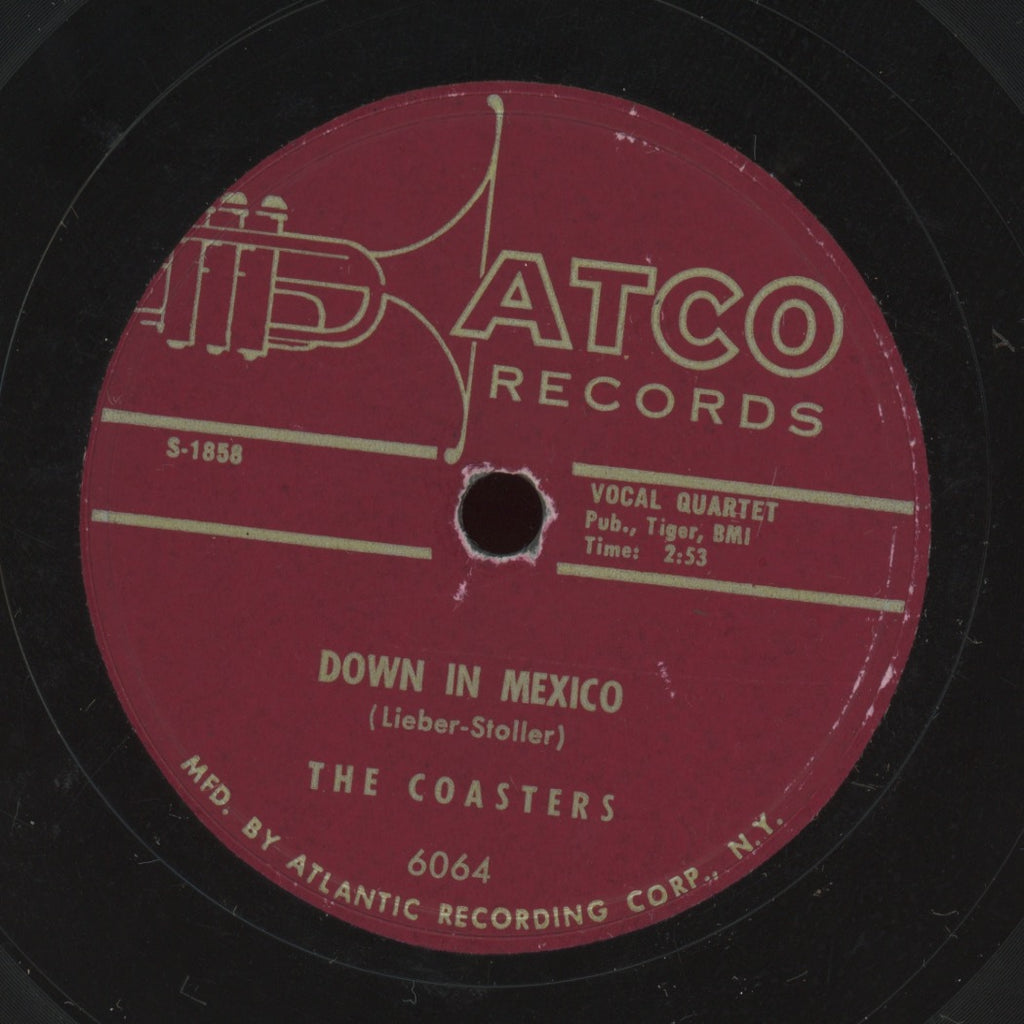 ATCO
RECORDS
S-1858
VOCAL QUARTET
Pub., Tiger, BMI
Time: 2:53
DOWN IN MEXICO
(Lieber-Stoller)
THE COASTERS
6064
MFD. BY ATLANTIC RECORDING CORP., N.Y.